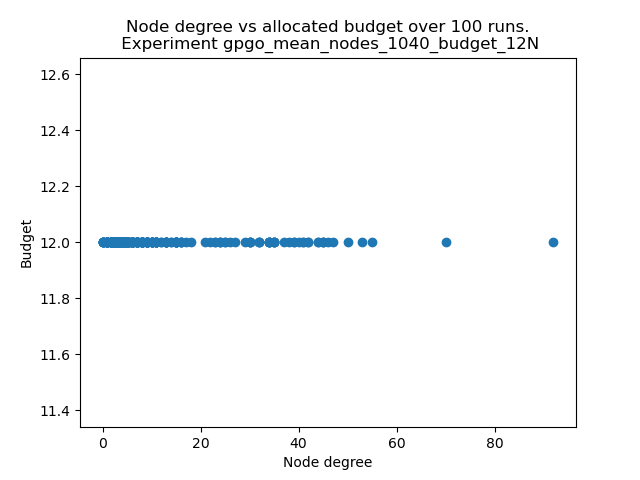 Node degree vs allocated budget over 100 runs.
Experiment gpgo_mean_nodes_1040_budget_12N
12.6
12.4
12.2
12.0
11.8
11.6
11.4
Budget
0 20 40 60 80
Node degree